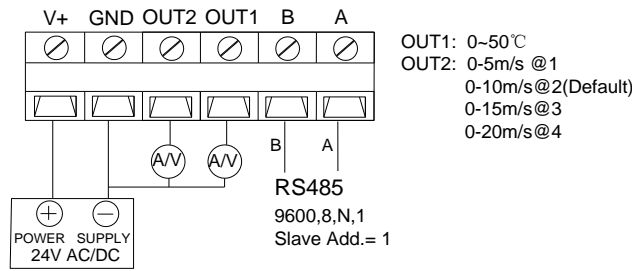 V+ GND OUT2 OUT1 B A
OUT1: 0~50℃
OUT2: 0-5m/s @1
0-10m/s@2(Default)
0-15m/s@3
0-20m/s@4
A/V A/V B A
RS485
9600,8,N,1
Slave Add.= 1
+ −
POWER SUPPLY
24V AC/DC